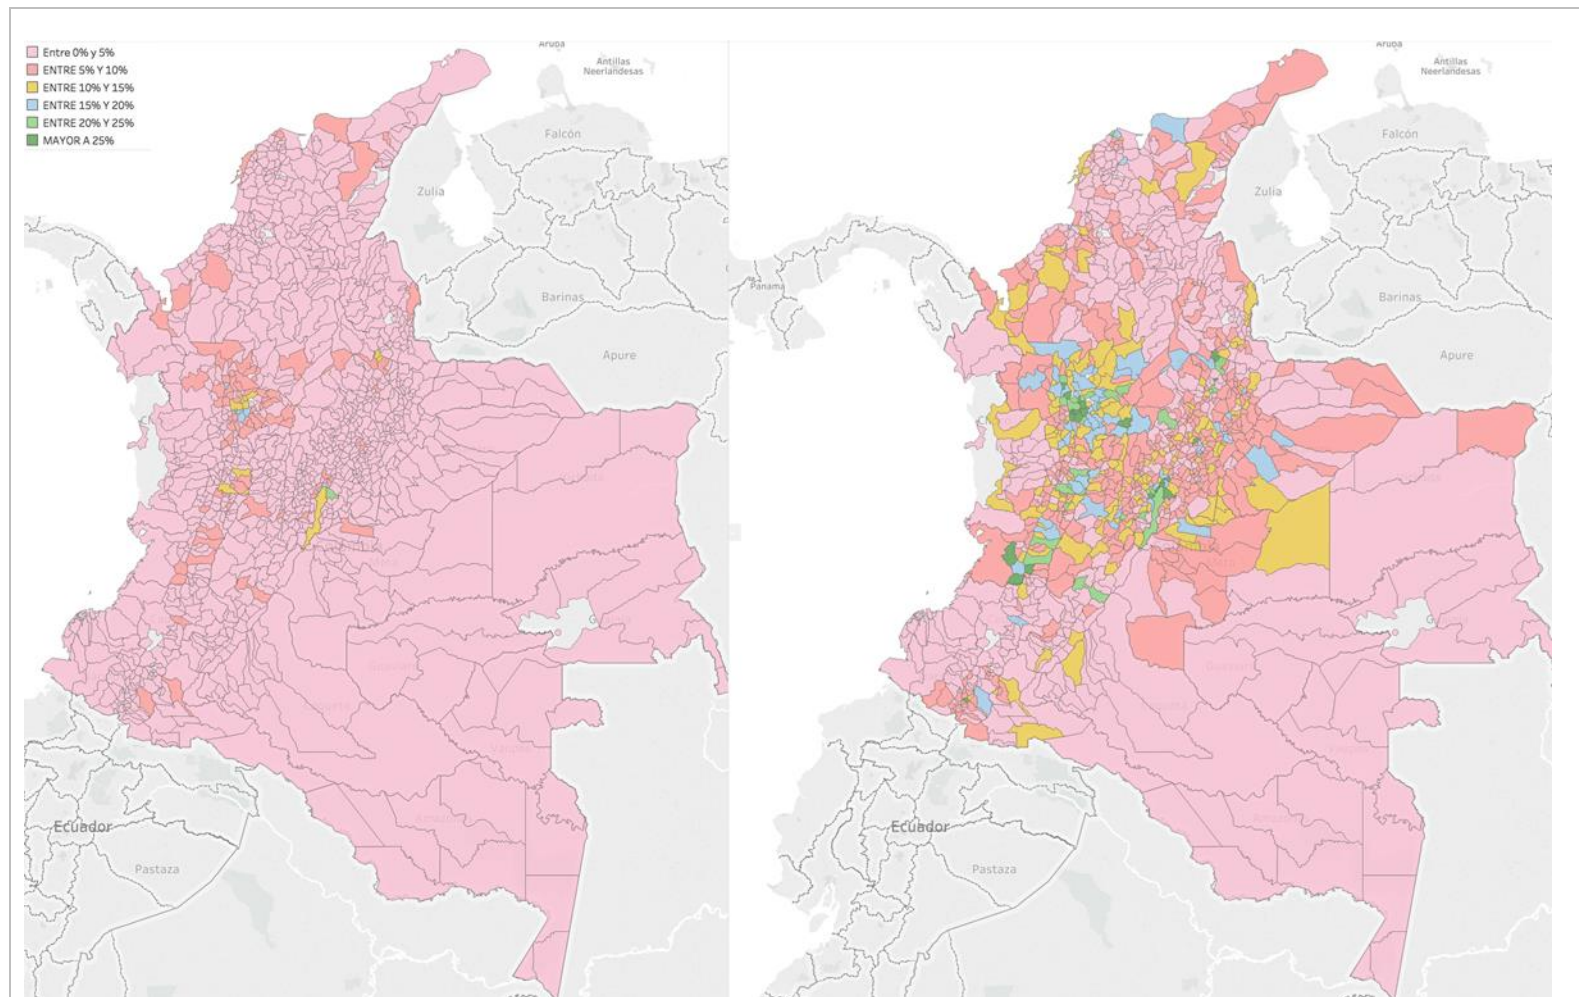 Entre 0% y 5%
ENTRE 5% Y 10%
ENTRE 10% Y 15%
ENTRE 15% Y 20%
ENTRE 20% Y 25%
MAYOR A 25%
Aruba
Antillas
Neerlandesas
Falcón
Zulia
Barinas
Apure
Ecuador
Pastaza
Aruba
Antillas
Neerlandesas
Falcón
Zulia
Panamá
Barinas
Apure
Ecuador
Pastaza